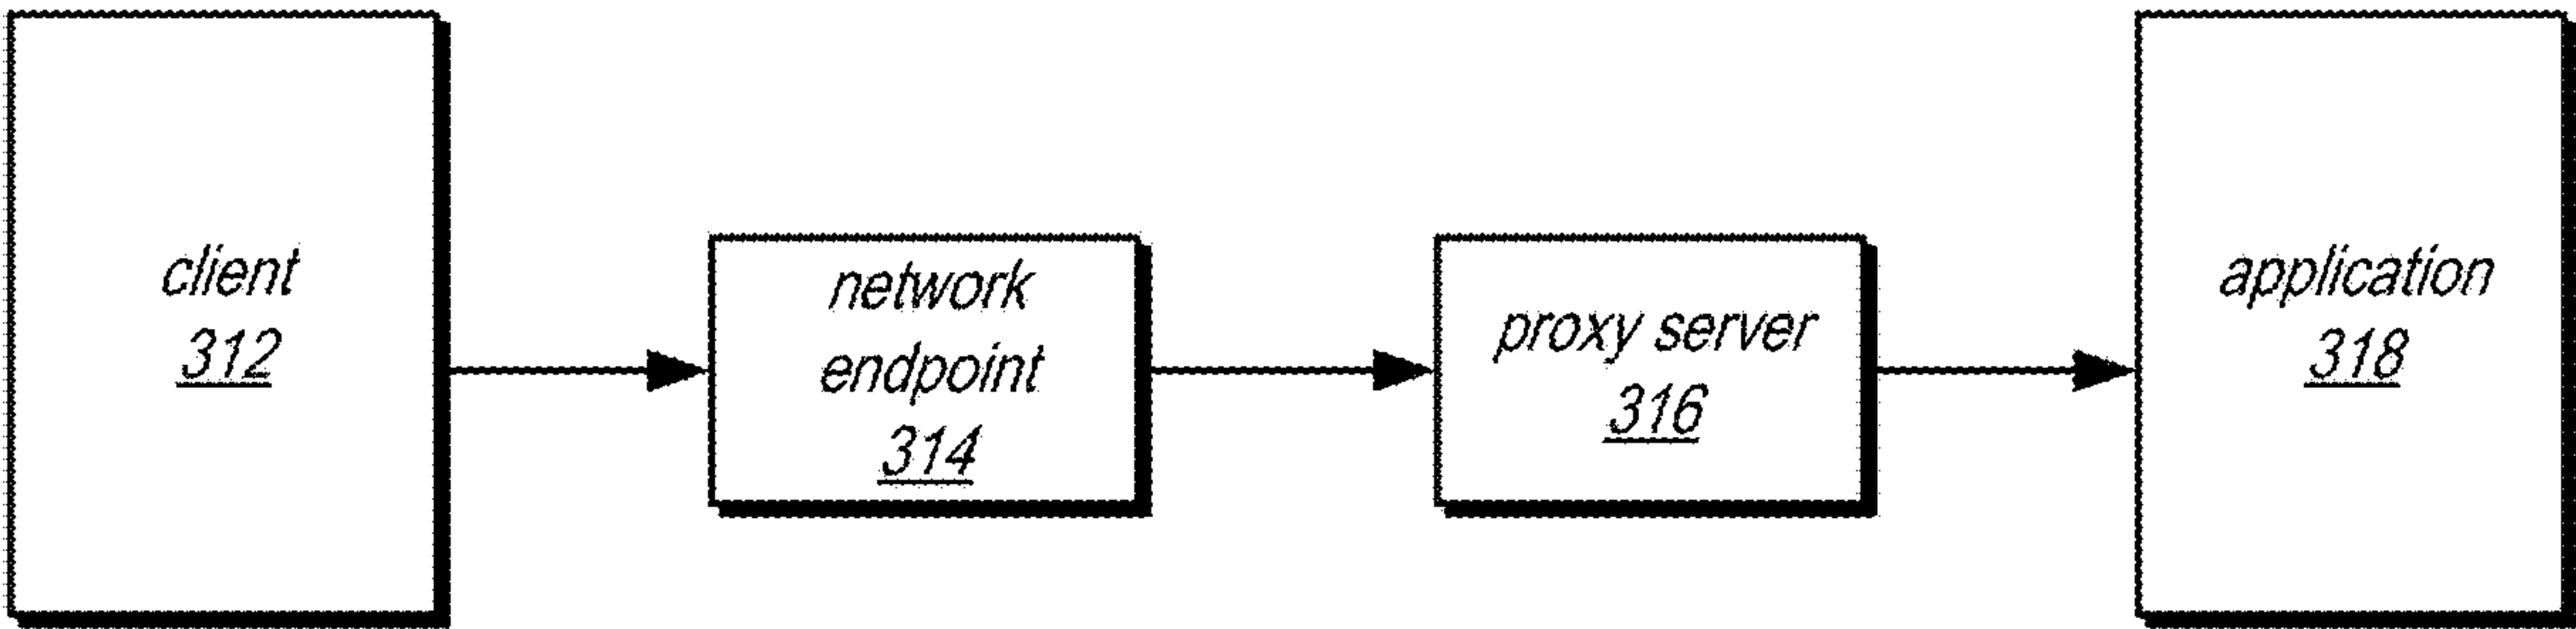 client
312
network
endpoint
314
proxy server
316
application
318